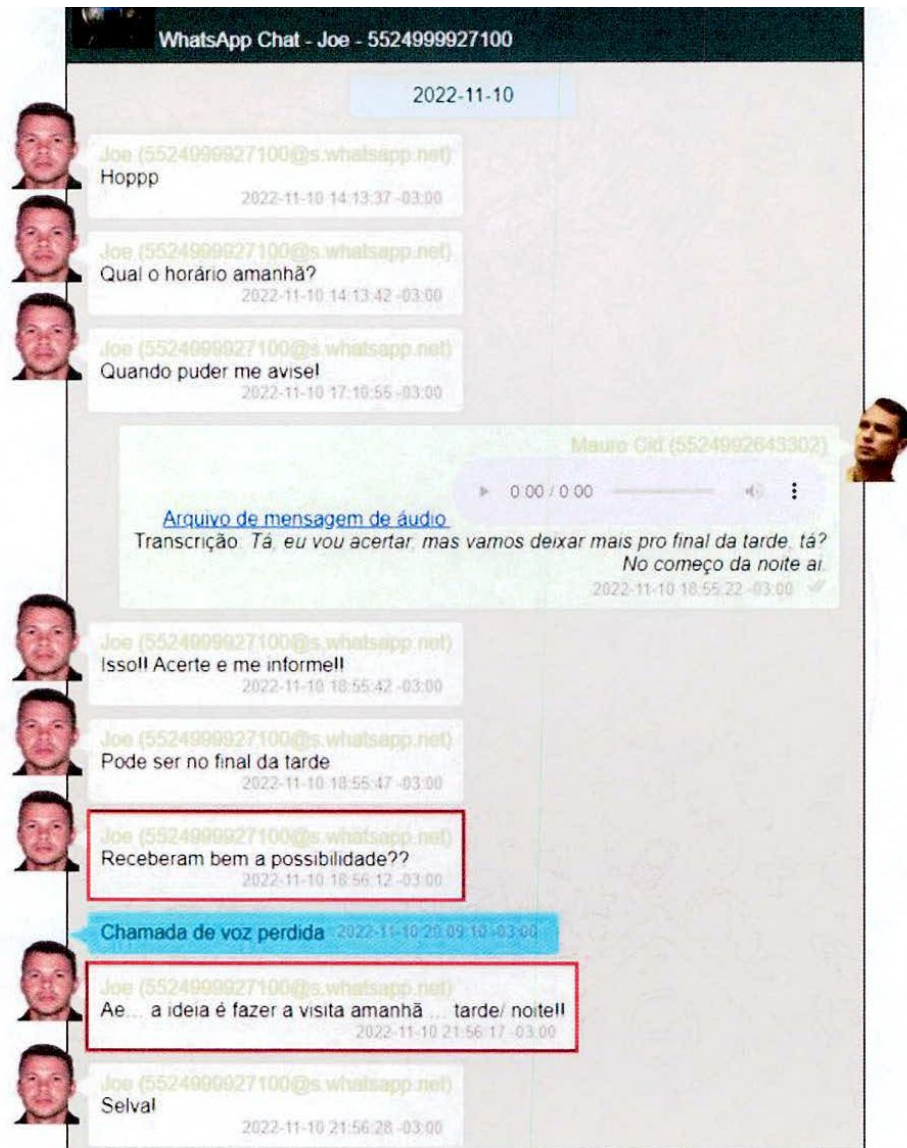 WhatsApp Chat - Joe - 5524999927100
2022-11-10
Joe (5524999927100@s.whatsapp.net)
Hoppp
2022-11-10 14:13:37 -03:00
Joe (5524999927100@s.whatsapp.net)
Qual o horário amanhã?
2022-11-10 14:13:42 -03:00
Joe (5524999927100@s.whatsapp.net)
Quando puder me avise!
2022-11-10 17:10:55 -03:00
Mauro Cid (5524992643302)
0:00 / 0:00
Arquivo de mensagem de áudio
Transcrição: Tá, eu vou acertar, mas vamos deixar mais pro final da tarde, tá?
No começo da noite aí.
2022-11-10 18:55:22 -03:00
Joe (5524999927100@s.whatsapp.net)
Isso!! Acerte e me informe!!
2022-11-10 18:55:42 -03:00
Joe (5524999927100@s.whatsapp.net)
Pode ser no final da tarde
2022-11-10 18:55:47 -03:00
Joe (5524999927100@s.whatsapp.net)
Receberam bem a possibilidade??
2022-11-10 18:56:12 -03:00
Chamada de voz perdida 2022-11-10 20:09:10 -03:00
Joe (5524999927100@s.whatsapp.net)
Ae... a ideia é fazer a visita amanhã ... tarde/ noite!!
2022-11-10 21:56:17 -03:00
Joe (5524999927100@s.whatsapp.net)
Selva!
2022-11-10 21:56:28 -03:00